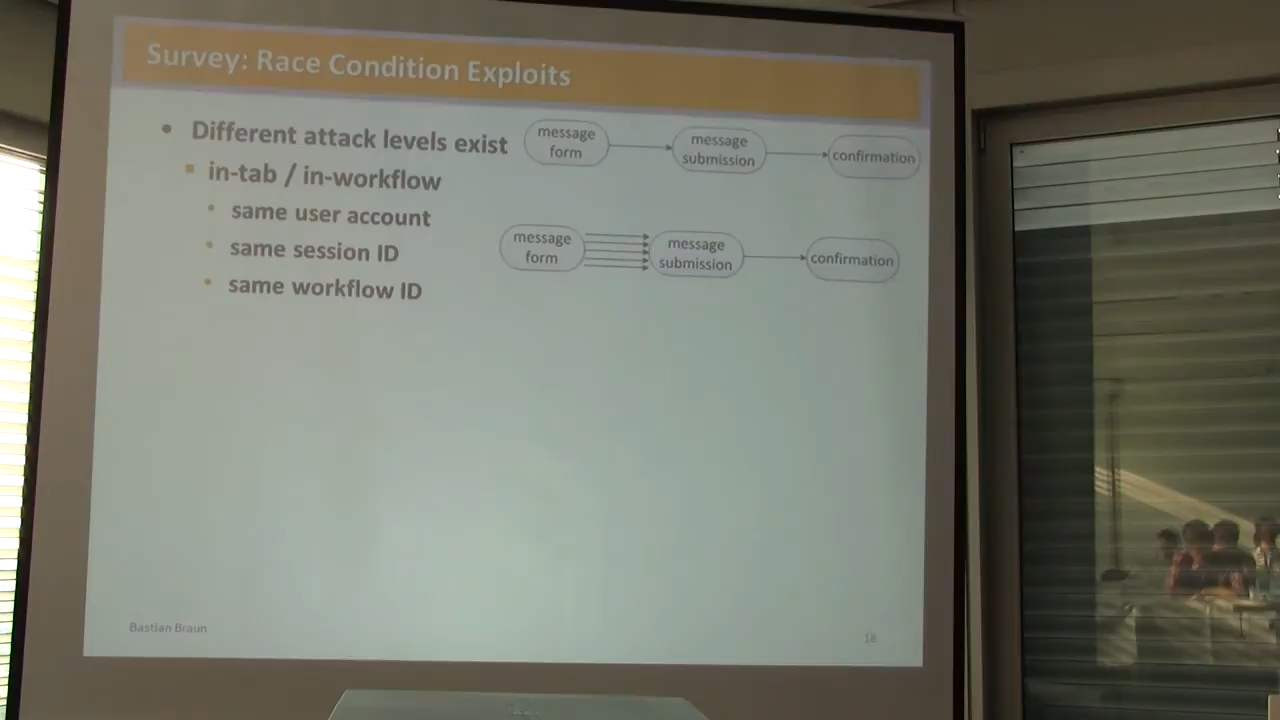 Survey: Race Condition Exploits
• Different attack levels exist
▪ in-tab / in-workflow
• same user account
• same session ID
• same workflow ID
message
form
message
submission
confirmation
message
form
message
submission
confirmation
Bastian Braun
18